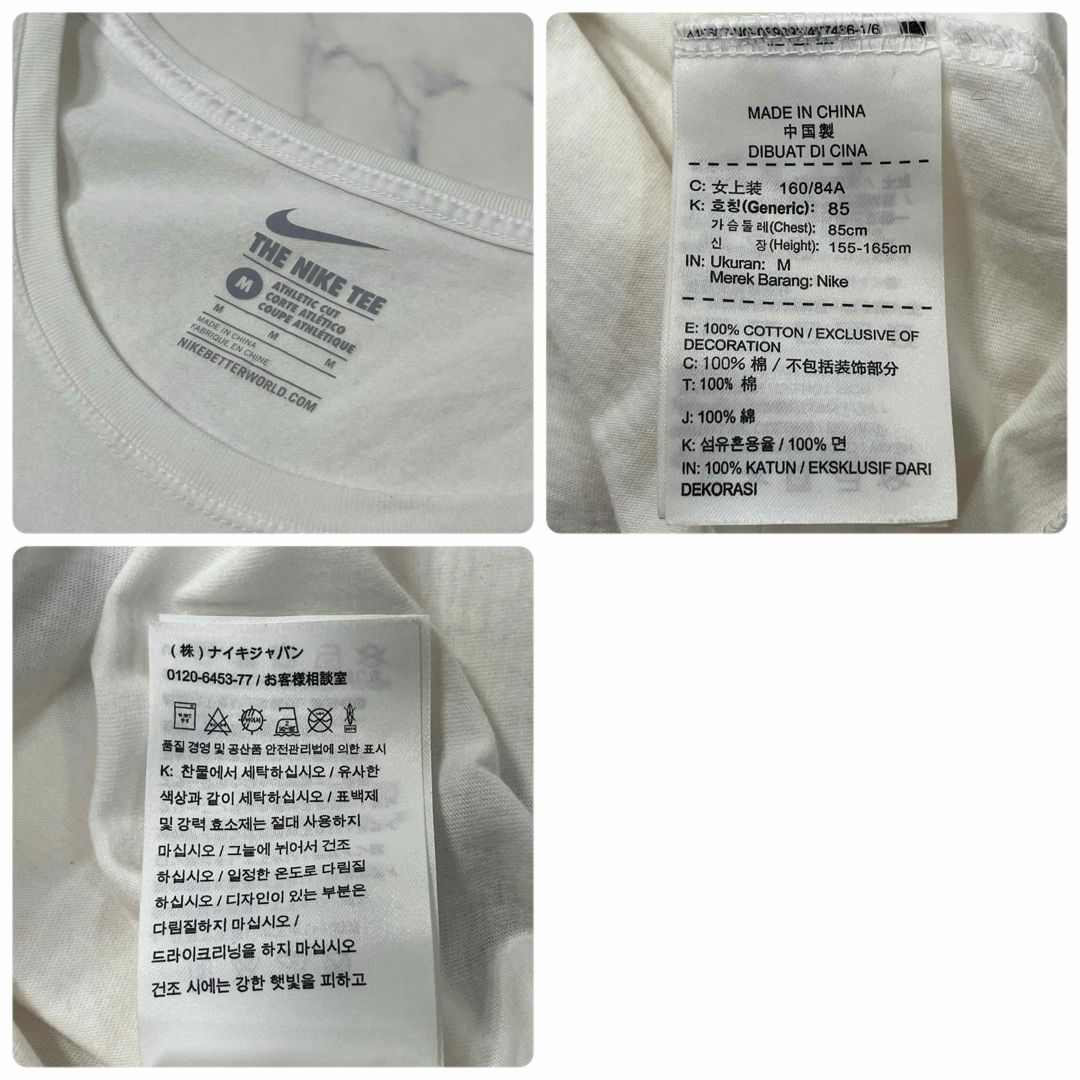 THE NIKE TEE
M
ATHLETIC CUT
CORTE ATLÉTICO
COUPE ATHLÉTIQUE
M M M
MADE IN CHINA
FABRIQUE EN CHINE
NIKEBETTERWORLD.COM
MADE IN CHINA
中国製
DIBUAT DI CINA
C: 女上装 160/84A
K: 호칭(Generic): 85
가슴둘레(Chest): 85cm
신 장(Height): 155-165cm
IN: Ukuran: M
Merek Barang: Nike
E: 100% COTTON / EXCLUSIVE OF
DECORATION
C: 100% 棉 / 不包括装饰部分
T: 100% 棉
J: 100% 綿
K: 섬유혼용율 / 100% 면
IN: 100% KATUN / EKSKLUSIF DARI
DEKORASI
(株)ナイキジャパン
0120-6453-77 / お客様相談室
품질 경영 및 공산품 안전관리법에 의한 표시
K: 찬물에서 세탁하십시오 / 유사한
색상과 같이 세탁하십시오 / 표백제
및 강력 효소제는 절대 사용하지
마십시오 / 그늘에 뉘어서 건조
하십시오 / 일정한 온도로 다림질
하십시오 / 디자인이 있는 부분은
다림질하지 마십시오 /
드라이크리닝을 하지 마십시오
건조 시에는 강한 햇빛을 피하고